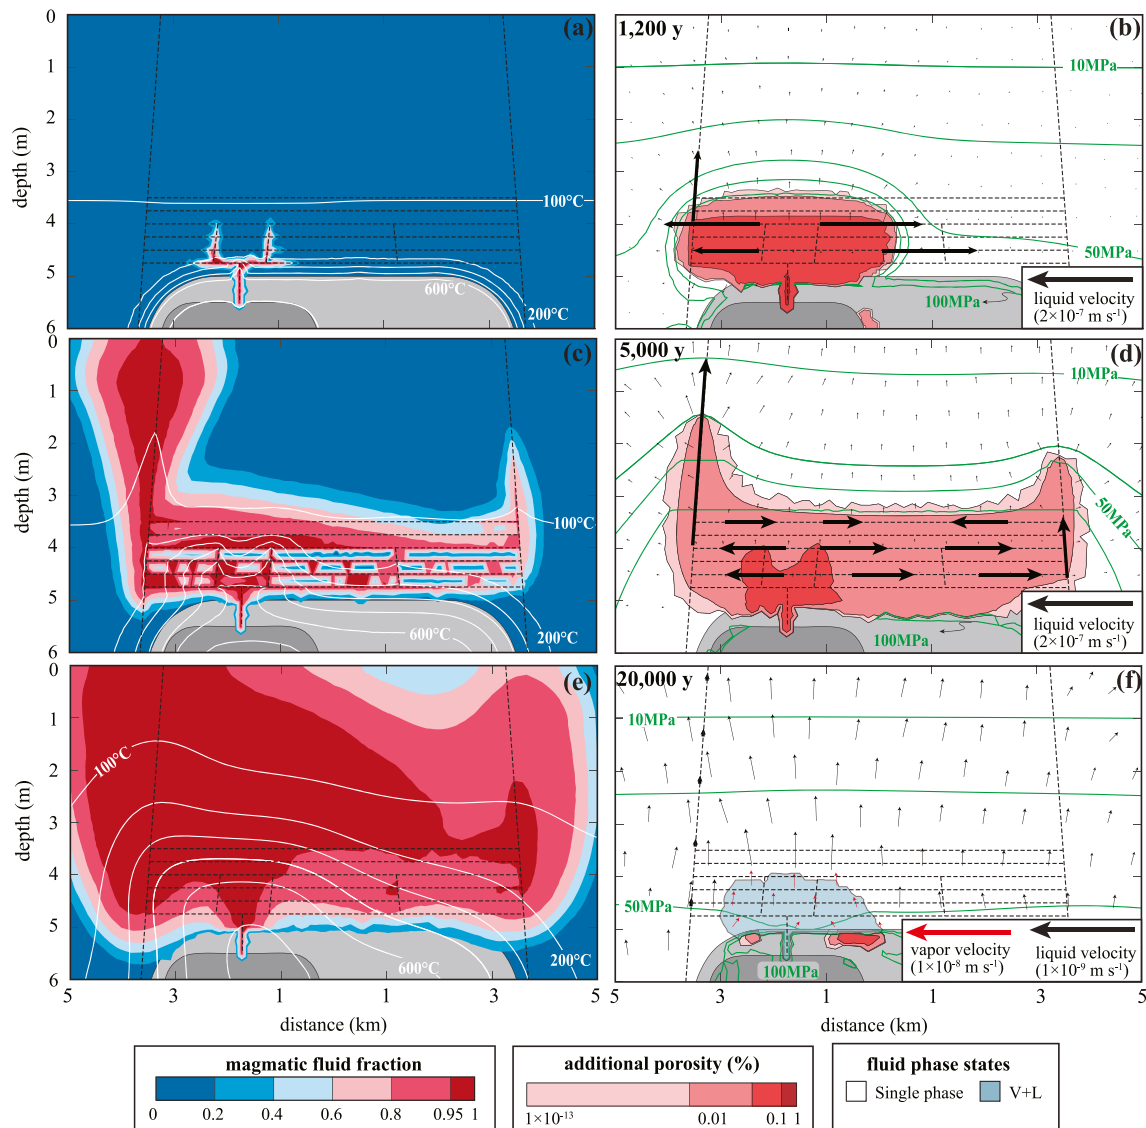 0
1
2
3
4
5
6
depth (m)
(a)
100°C
600°C
200°C
1,200 y
(b)
10MPa
50MPa
100MPa
liquid velocity
(2×10-7 m s-1)
0
1
2
3
4
5
6
depth (m)
(c)
100°C
600°C
200°C
5,000 y
(d)
10MPa
50MPa
100MPa
liquid velocity
(2×10-7 m s-1)
0
1
2
3
4
5
6
depth (m)
(e)
100°C
600°C
200°C
20,000 y
(f)
10MPa
50MPa
100MPa
vapor velocity
(1×10-8 m s-1)
liquid velocity
(1×10-9 m s-1)
5 3 1 1 3 5
distance (km)
5 3 1 1 3 5
distance (km)
magmatic fluid fraction
0 0.2 0.4 0.6 0.8 0.95 1
additional porosity (%)
1×10-13 0.01 0.1 1
fluid phase states
Single phase V+L